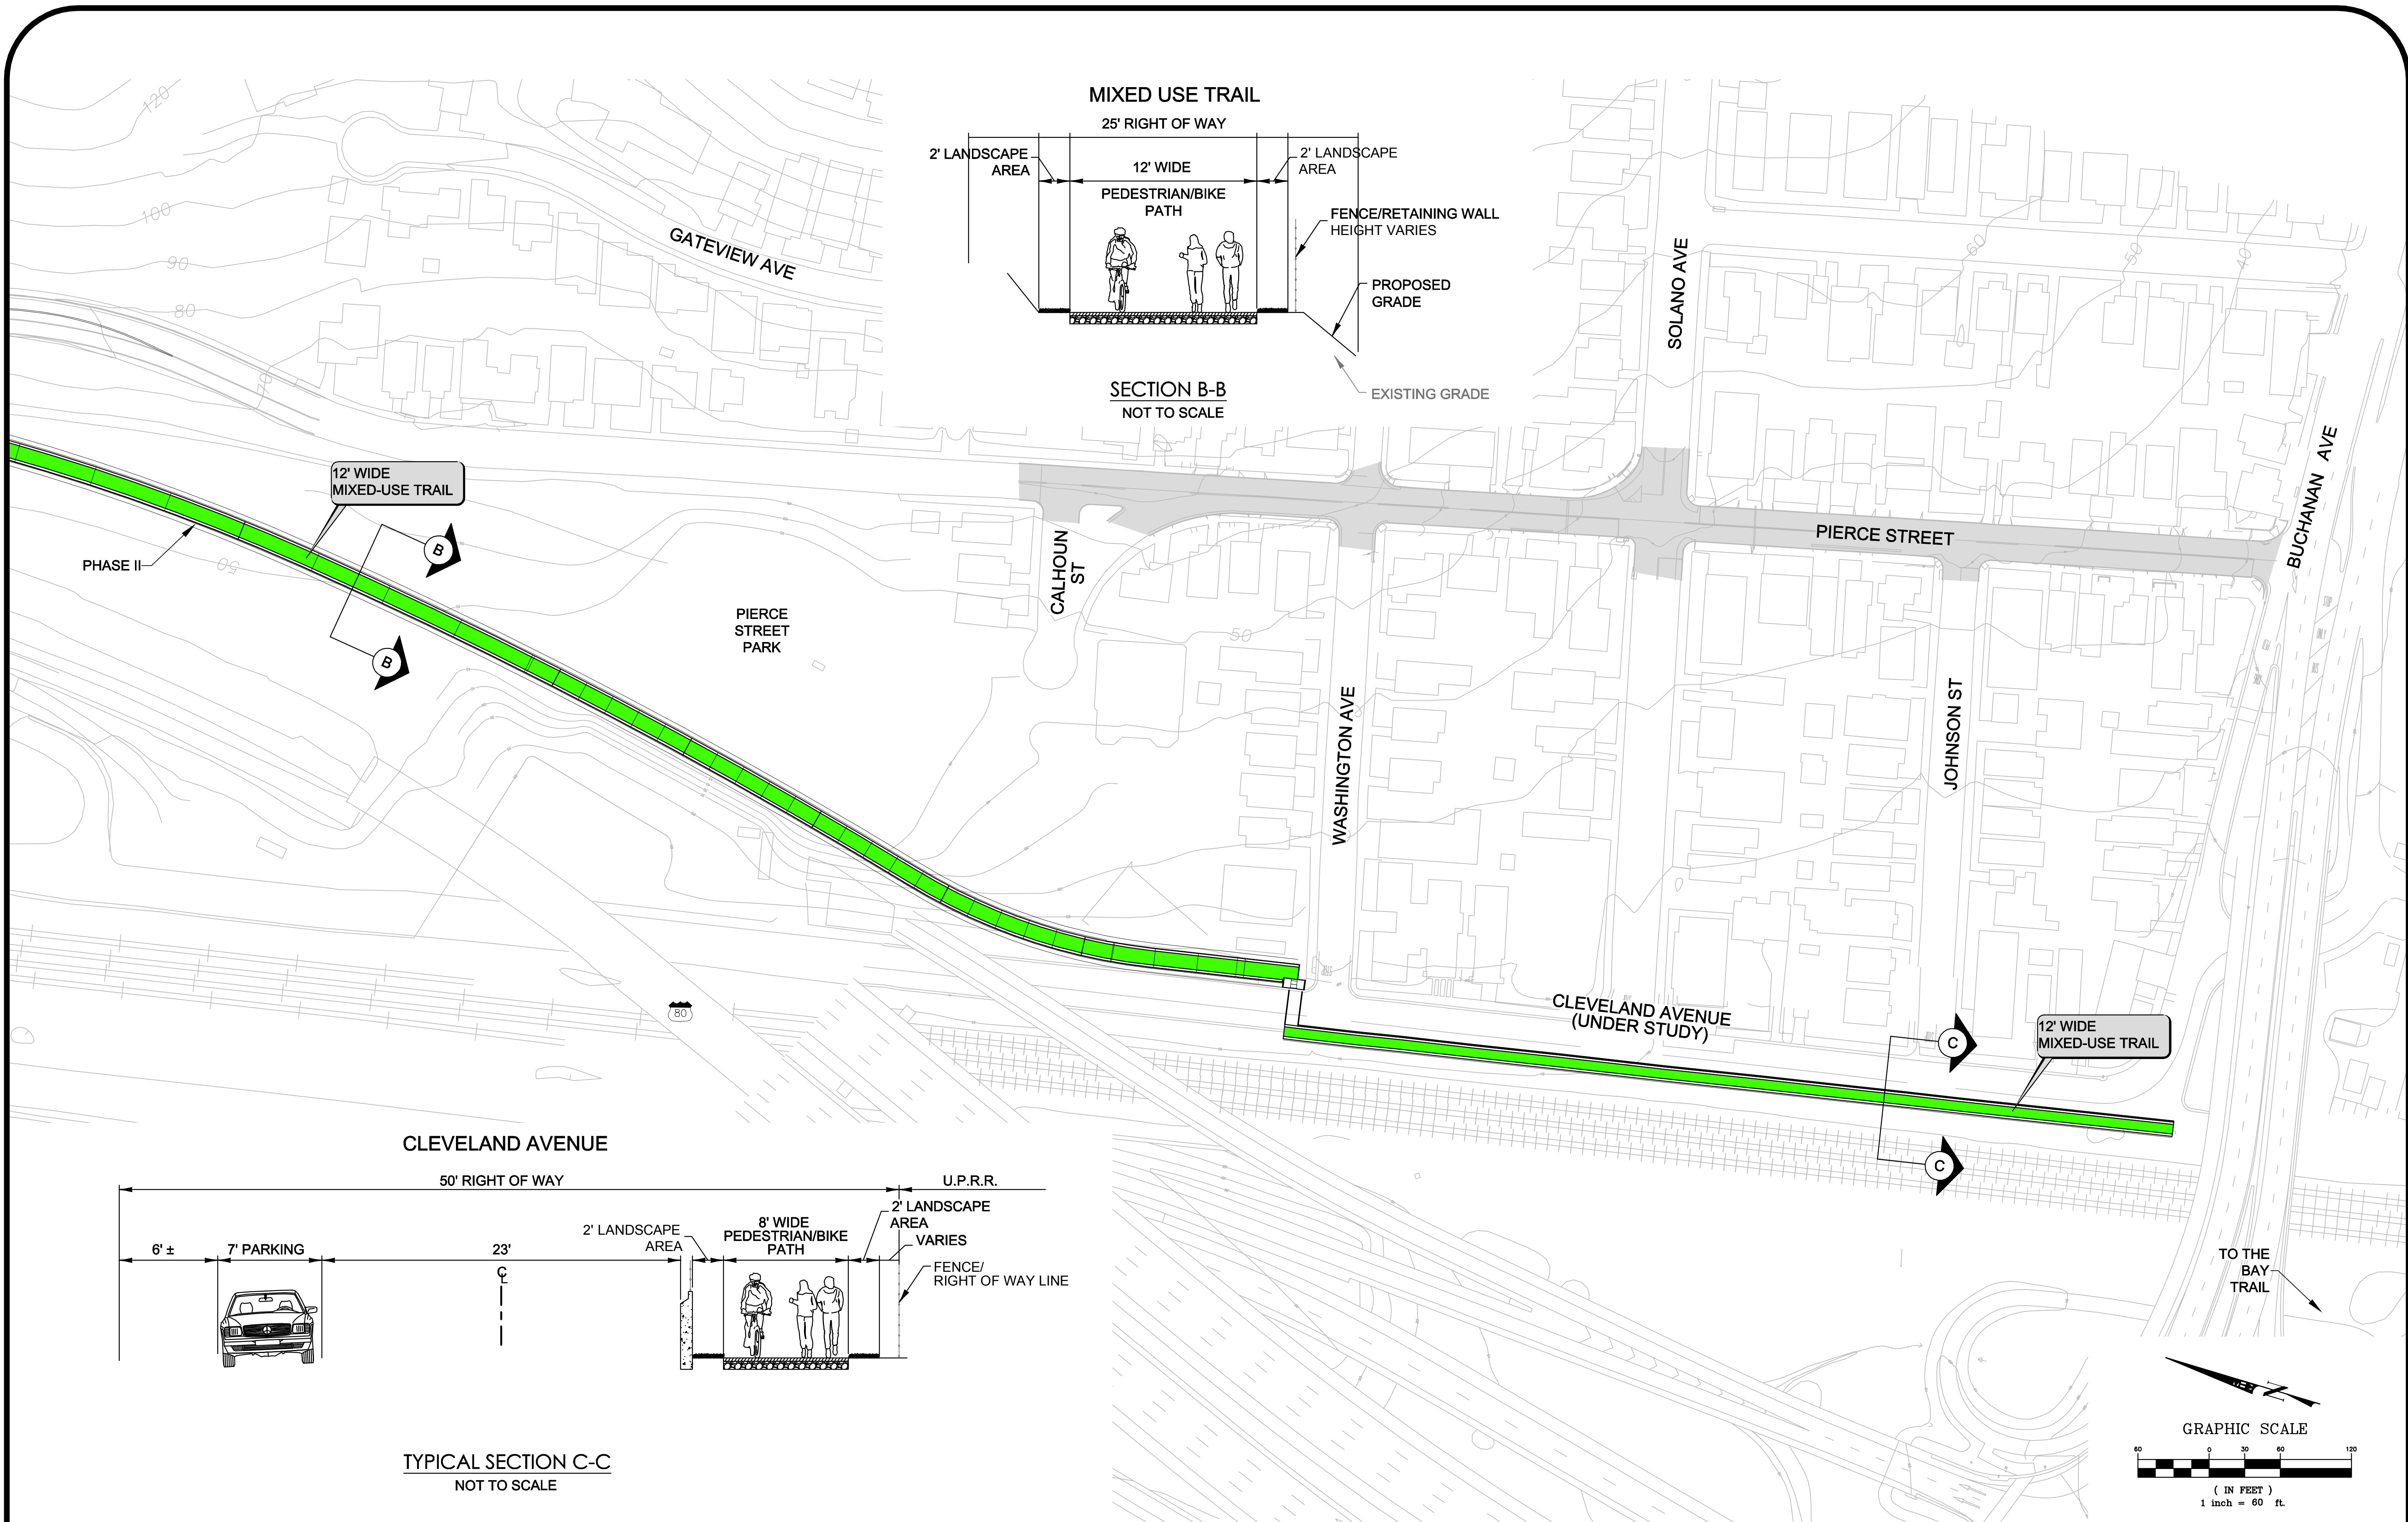 MIXED USE TRAIL
25' RIGHT OF WAY
2' LANDSCAPE
AREA
12' WIDE
PEDESTRIAN/BIKE
PATH
2' LANDSCAPE
AREA
FENCE/RETAINING WALL
HEIGHT VARIES
PROPOSED
GRADE
EXISTING GRADE
SECTION B-B
NOT TO SCALE
120
100
90
80
GATEVIEW AVE
SOLANO AVE
60
50
40
12' WIDE
MIXED-USE TRAIL
B
B
PHASE II
50
PIERCE
STREET
PARK
CALHOUN
ST
50
PIERCE STREET
BUCHANAN AVE
WASHINGTON AVE
JOHNSON ST
80
CLEVELAND AVENUE
(UNDER STUDY)
C
C
12' WIDE
MIXED-USE TRAIL
TO THE
BAY
TRAIL
CLEVELAND AVENUE
50' RIGHT OF WAY
U.P.R.R.
6' ±
7' PARKING
23'
CL
2' LANDSCAPE
AREA
8' WIDE
PEDESTRIAN/BIKE
PATH
2' LANDSCAPE
AREA
VARIES
FENCE/
RIGHT OF WAY LINE
TYPICAL SECTION C-C
NOT TO SCALE
N
GRAPHIC SCALE
60 0 30 60 120
( IN FEET )
1 inch = 60 ft.